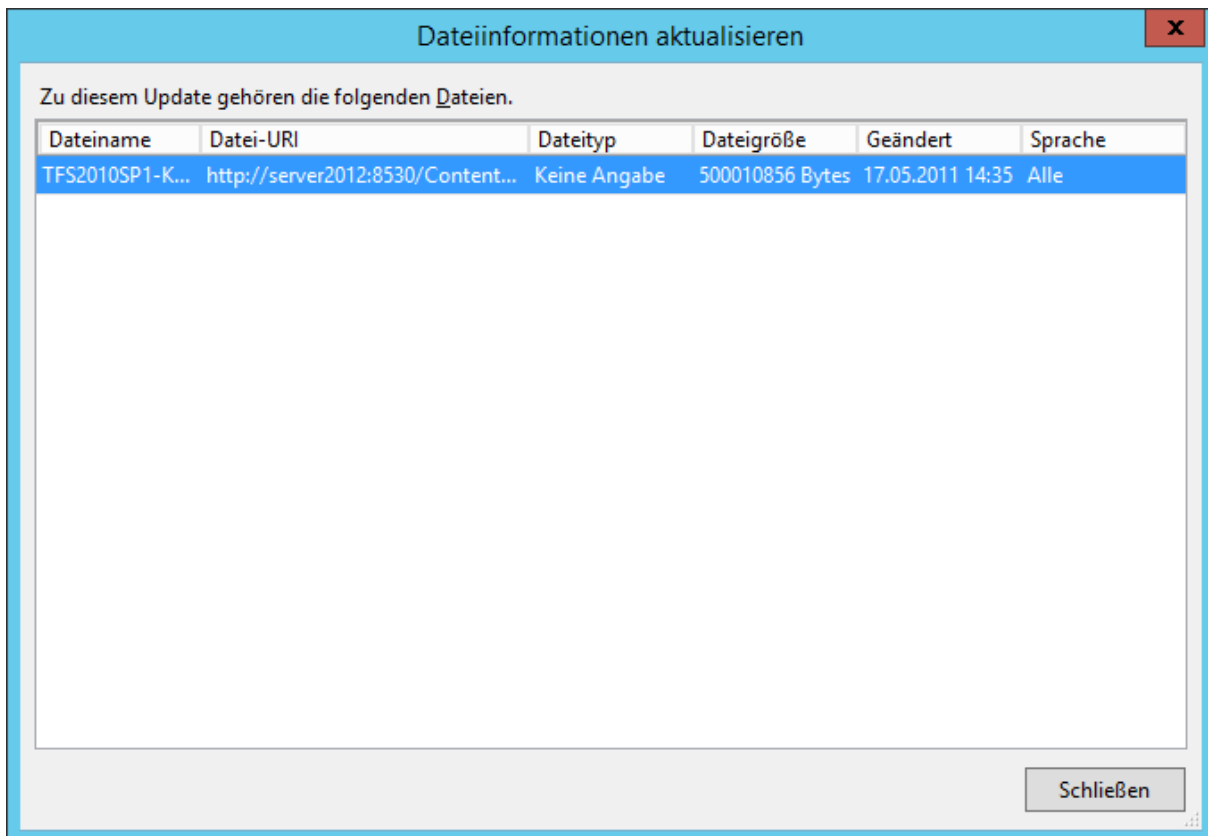 Dateiinformationen aktualisieren
x
Zu diesem Update gehören die folgenden Dateien.
Dateiname Datei-URI Dateityp Dateigröße Geändert Sprache
TFS2010SP1-K... http://server2012:8530/Content... Keine Angabe 500010856 Bytes 17.05.2011 14:35 Alle
Schließen